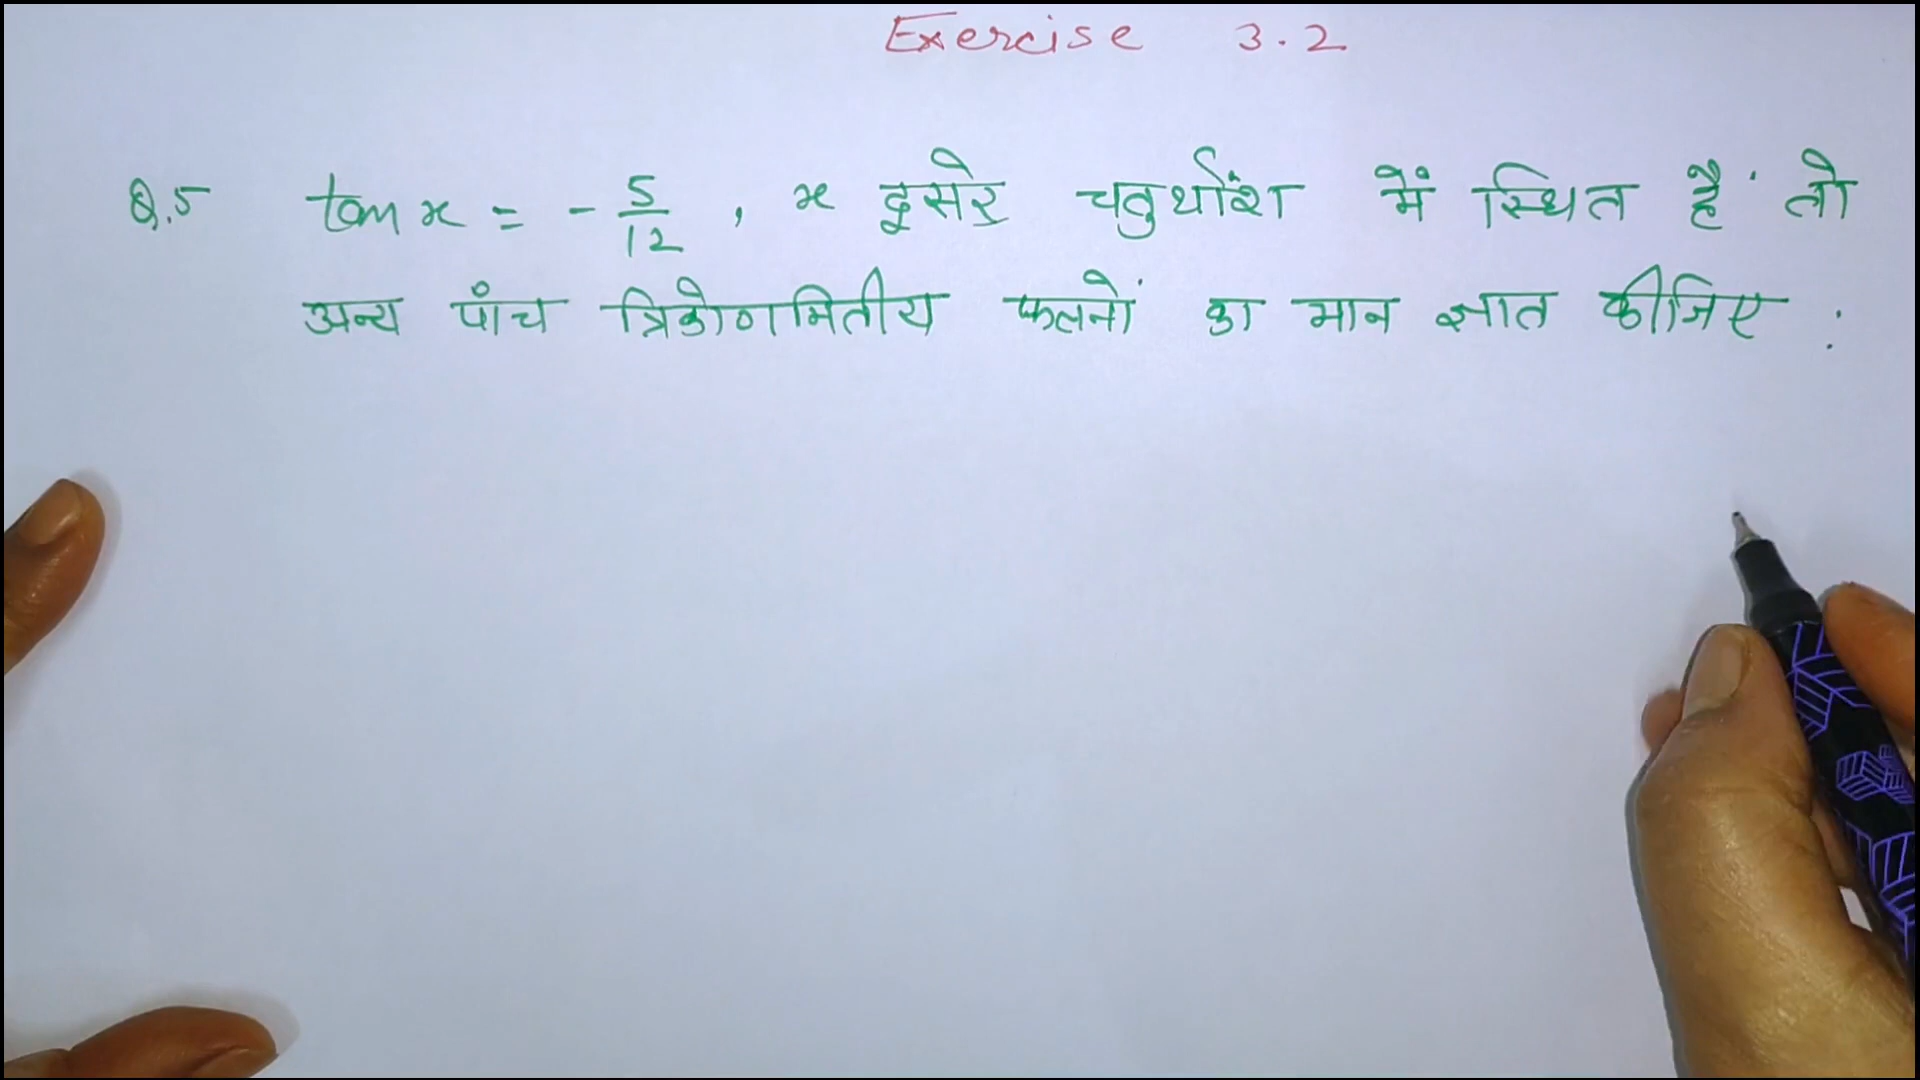 Exercise 3.2
Q.5 tan x = - 5/12 , x दूसरे चतुर्थांश में स्थित है तो
अन्य पांच त्रिकोणमितीय फलनों का मान ज्ञात कीजिए :